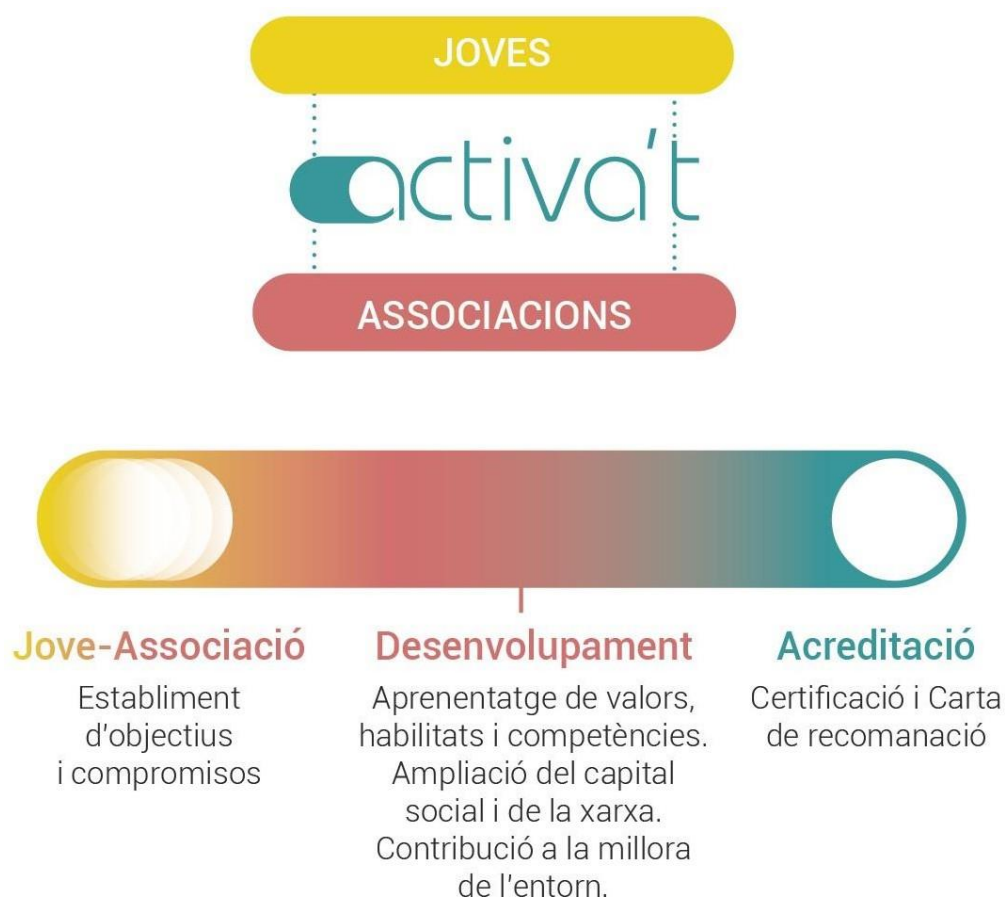 JOVES
activa't
ASSOCIACIONS
Jove-Associació
Establiment
d'objectius
i compromisos
Desenvolupament
Aprenentatge de valors,
habilitats i competències.
Ampliació del capital
social i de la xarxa.
Contribució a la millora
de l'entorn.
Acreditació
Certificació i Carta
de recomanació